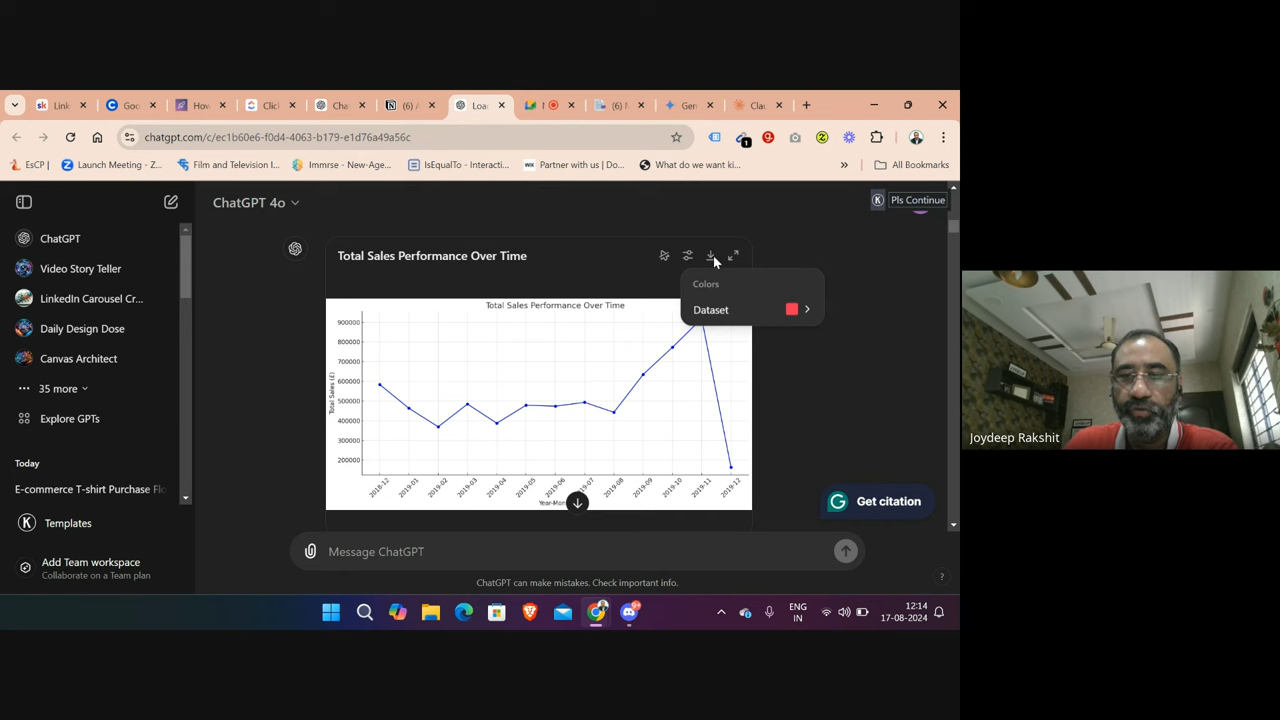 Link
Goo
How
Click
Cha
(6) A
Loa
(6) M
Gen
Clau
chatgpt.com/c/ec1b60e6-f0d4-4063-b179-e1d76a49a56c
1
EsCP |
Launch Meeting - Z...
Film and Television I...
Immrse - New-Age...
IsEqualTo - Interacti...
Partner with us | Do...
What do we want ki...
»
All Bookmarks
ChatGPT 4o
K Pls Continue
ChatGPT
Video Story Teller
LinkedIn Carousel Cr...
Daily Design Dose
Canvas Architect
35 more
Explore GPTs
Today
E-commerce T-shirt Purchase Flo
K Templates
Add Team workspace
Collaborate on a Team plan
Total Sales Performance Over Time
Colors
Dataset
Total Sales Performance Over Time
900000
800000
700000
600000
500000
400000
300000
200000
Total Sales (£)
2018-12
2019-01
2019-02
2019-03
2019-04
2019-05
2019-06
2019-07
2019-08
2019-09
2019-10
2019-11
2019-12
Get citation
Message ChatGPT
ChatGPT can make mistakes. Check important info.
?
ENG
IN
12:14
17-08-2024
Joydeep Rakshit